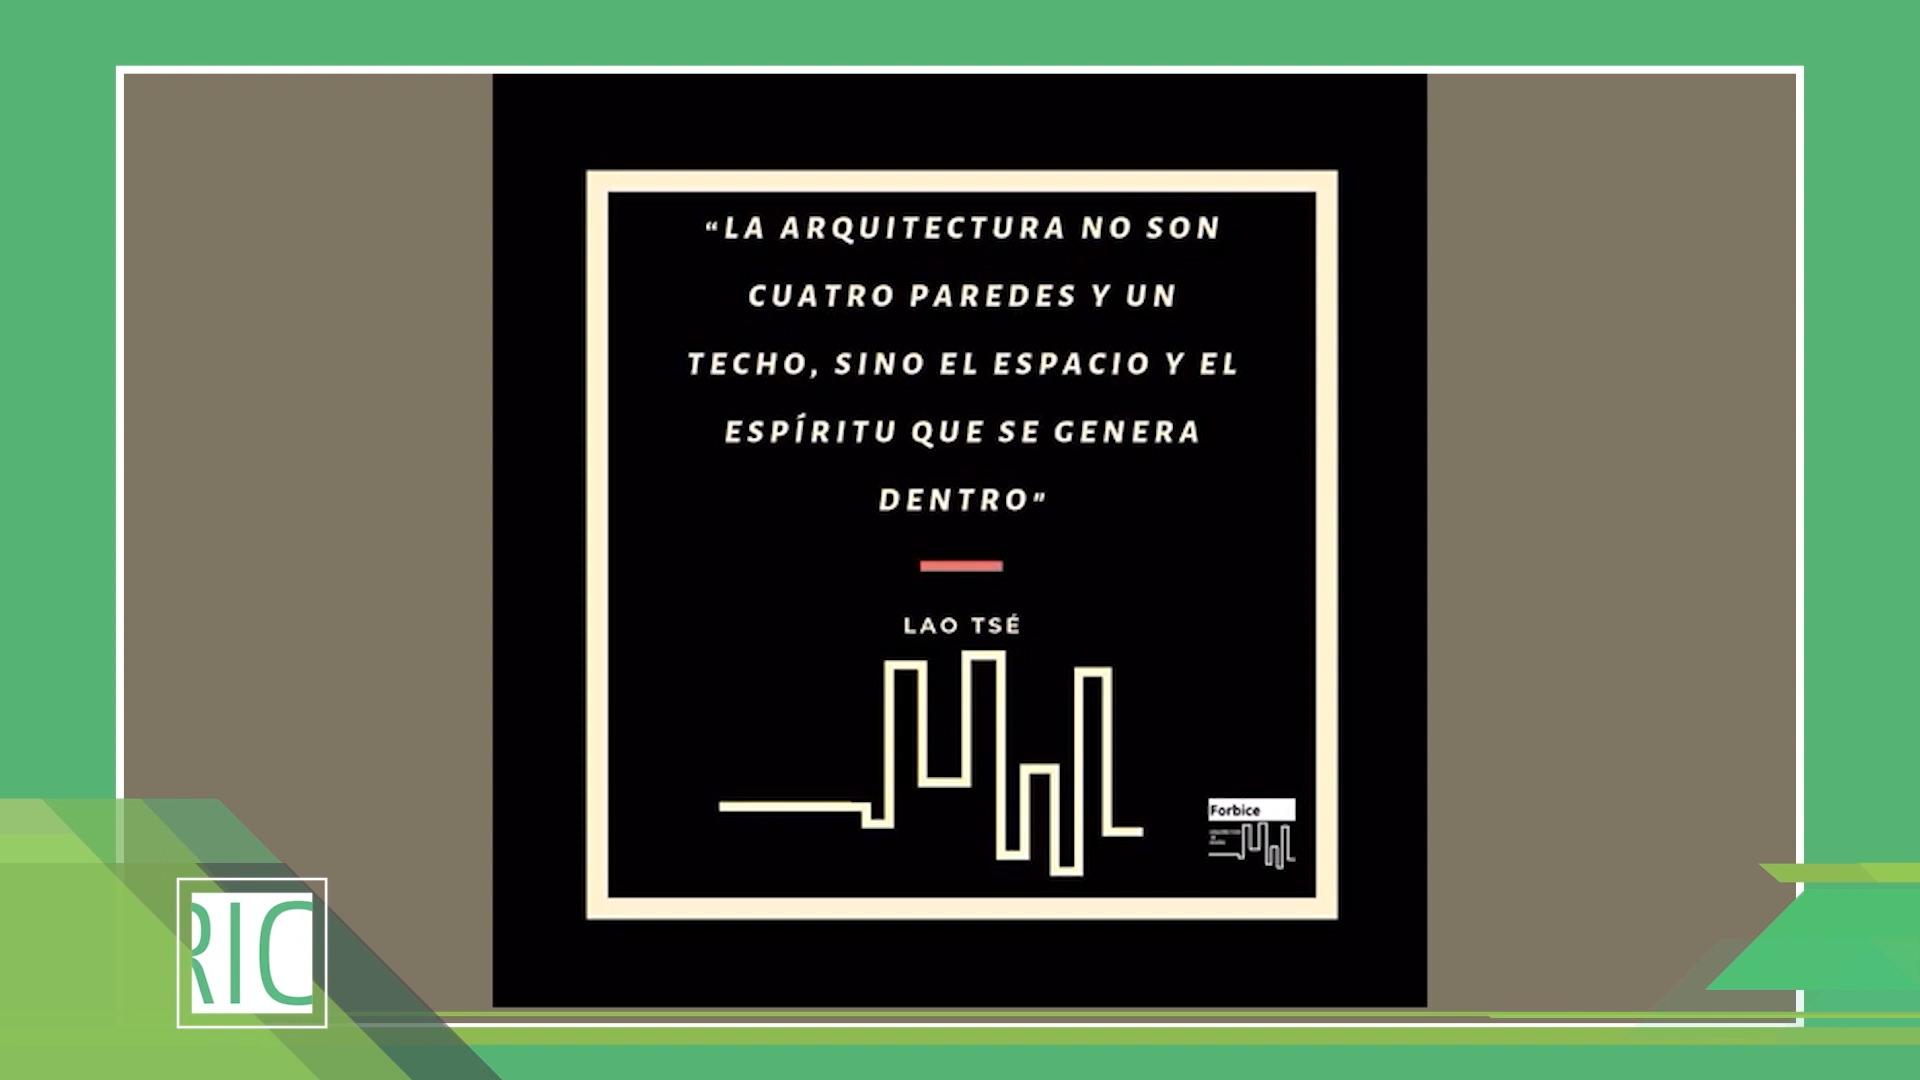 “LA ARQUITECTURA NO SON
CUATRO PAREDES Y UN
TECHO, SINO EL ESPACIO Y EL
ESPÍRITU QUE SE GENERA
DENTRO"
LAO TSÉ
Forbice
RIC